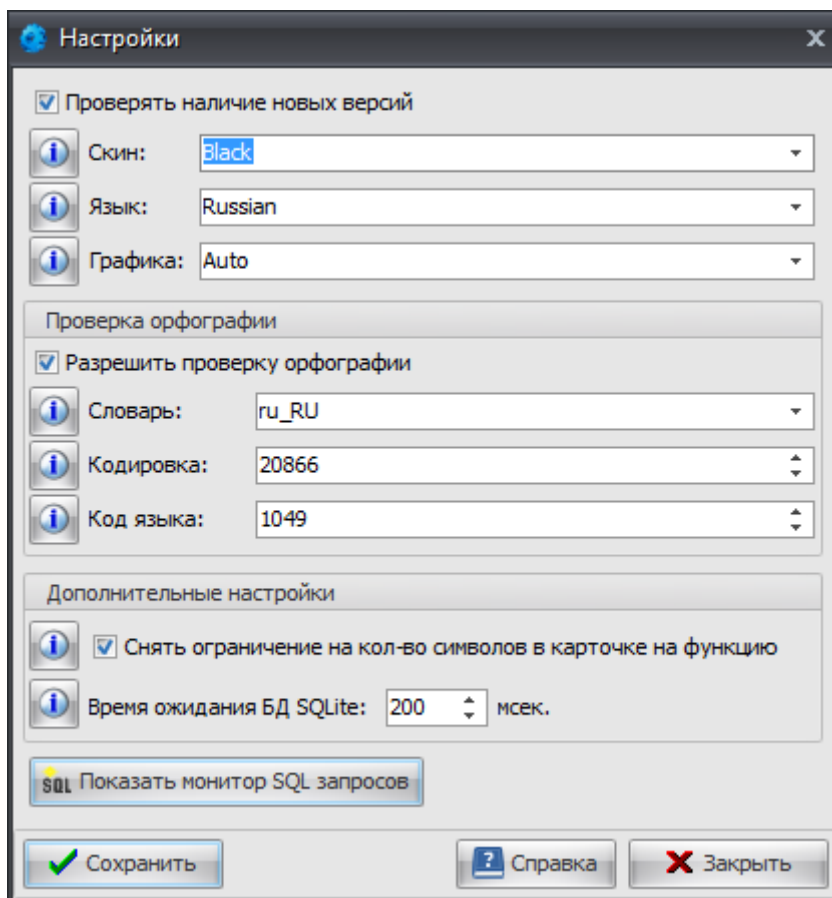 Настройки
Проверять наличие новых версий
Скин: Black
Язык: Russian
Графика: Auto
Проверка орфографии
Разрешить проверку орфографии
Словарь: ru_RU
Кодировка: 20866
Код языка: 1049
Дополнительные настройки
Снять ограничение на кол-во символов в карточке на функцию
Время ожидания БД SQLite: 200 мсек.
SQL Показать монитор SQL запросов
Сохранить ? Справка Закрыть